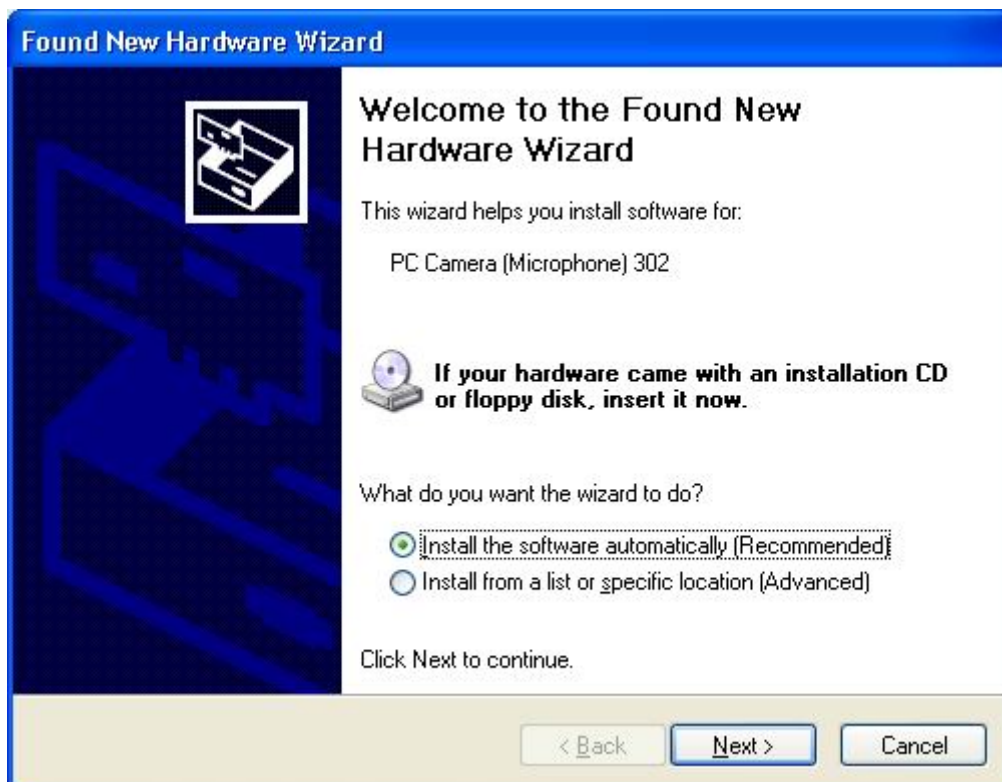 Found New Hardware Wizard
Welcome to the Found New
Hardware Wizard
This wizard helps you install software for:
PC Camera (Microphone) 302
If your hardware came with an installation CD
or floppy disk, insert it now.
What do you want the wizard to do?
Install the software automatically (Recommended)
Install from a list or specific location (Advanced)
Click Next to continue.
< Back
Next >
Cancel